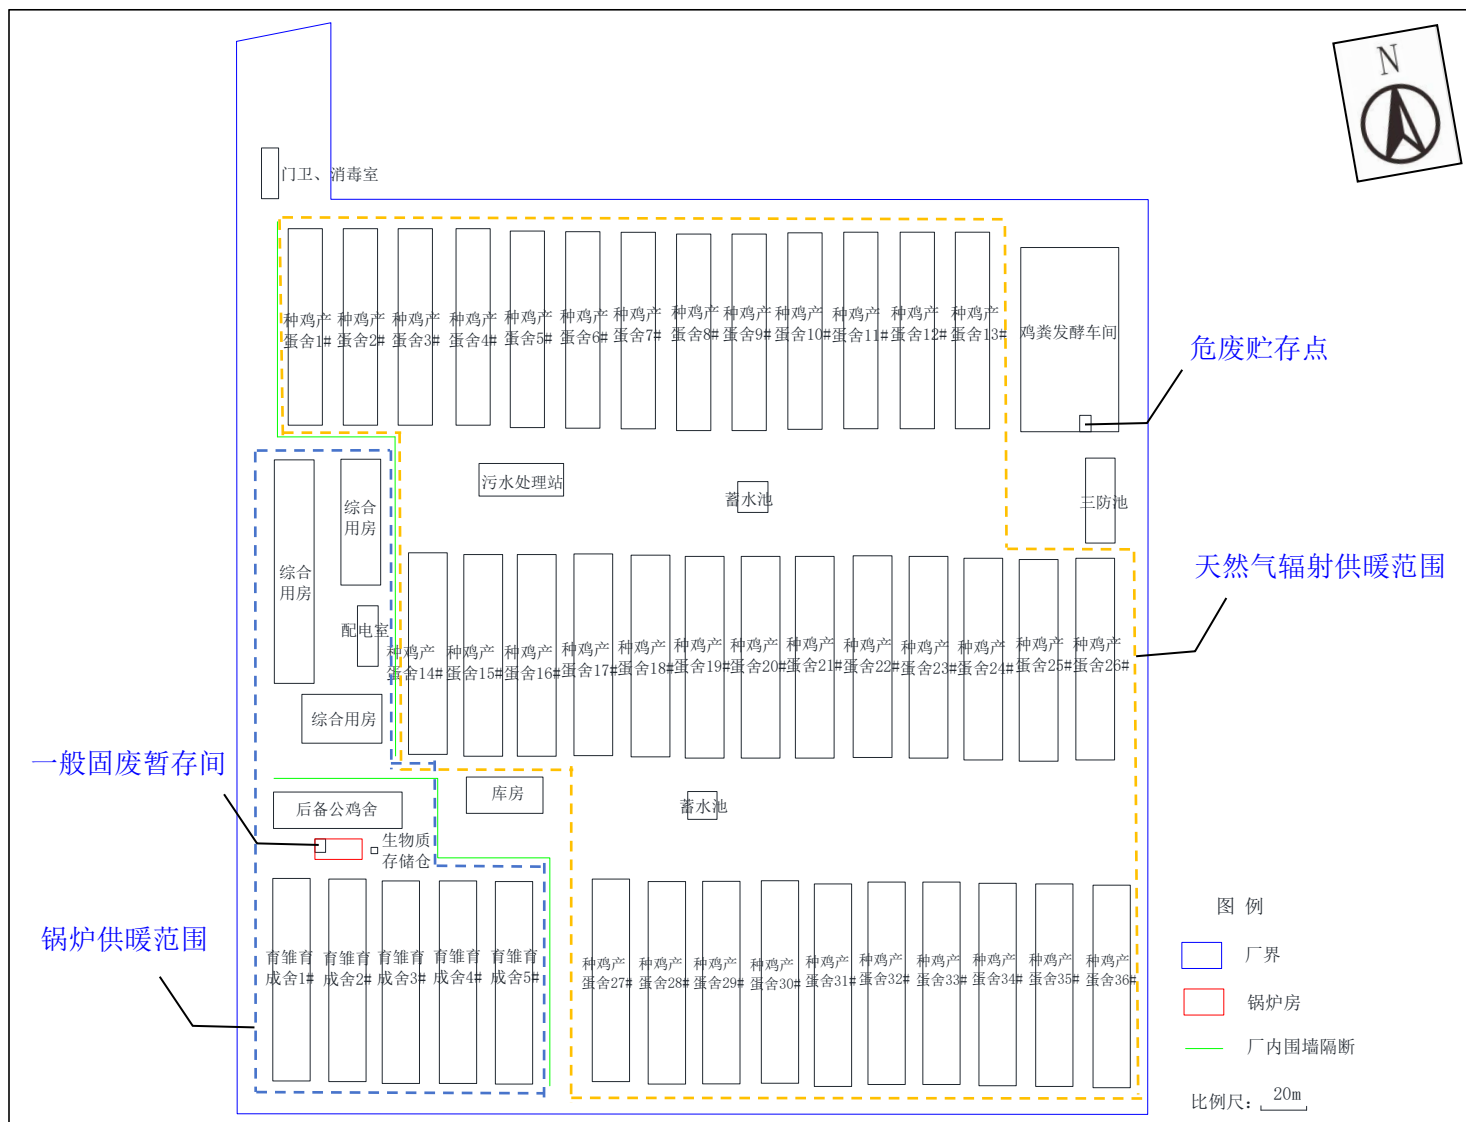 N
门卫、消毒室
种鸡产
蛋舍1#
种鸡产
蛋舍2#
种鸡产
蛋舍3#
种鸡产
蛋舍4#
种鸡产
蛋舍5#
种鸡产
蛋舍6#
种鸡产
蛋舍7#
种鸡产
蛋舍8#
种鸡产
蛋舍9#
种鸡产
蛋舍10#
种鸡产
蛋舍11#
种鸡产
蛋舍12#
种鸡产
蛋舍13#
鸡粪发酵车间
危废贮存点
综合
用房
污水处理站
蓄水池
三防池
综合
用房
天然气辐射供暖范围
配电室
种鸡产
蛋舍14#
种鸡产
蛋舍15#
种鸡产
蛋舍16#
种鸡产
蛋舍17#
种鸡产
蛋舍18#
种鸡产
蛋舍19#
种鸡产
蛋舍20#
种鸡产
蛋舍21#
种鸡产
蛋舍22#
种鸡产
蛋舍23#
种鸡产
蛋舍24#
种鸡产
蛋舍25#
种鸡产
蛋舍26#
综合用房
一般固废暂存间
库房
后备公鸡舍
蓄水池
生物质
存储仓
锅炉供暖范围
育雏育
成舍1#
育雏育
成舍2#
育雏育
成舍3#
育雏育
成舍4#
育雏育
成舍5#
种鸡产
蛋舍27#
种鸡产
蛋舍28#
种鸡产
蛋舍29#
种鸡产
蛋舍30#
种鸡产
蛋舍31#
种鸡产
蛋舍32#
种鸡产
蛋舍33#
种鸡产
蛋舍34#
种鸡产
蛋舍35#
种鸡产
蛋舍36#
图 例
厂界
锅炉房
厂内围墙隔断
比例尺： 20m